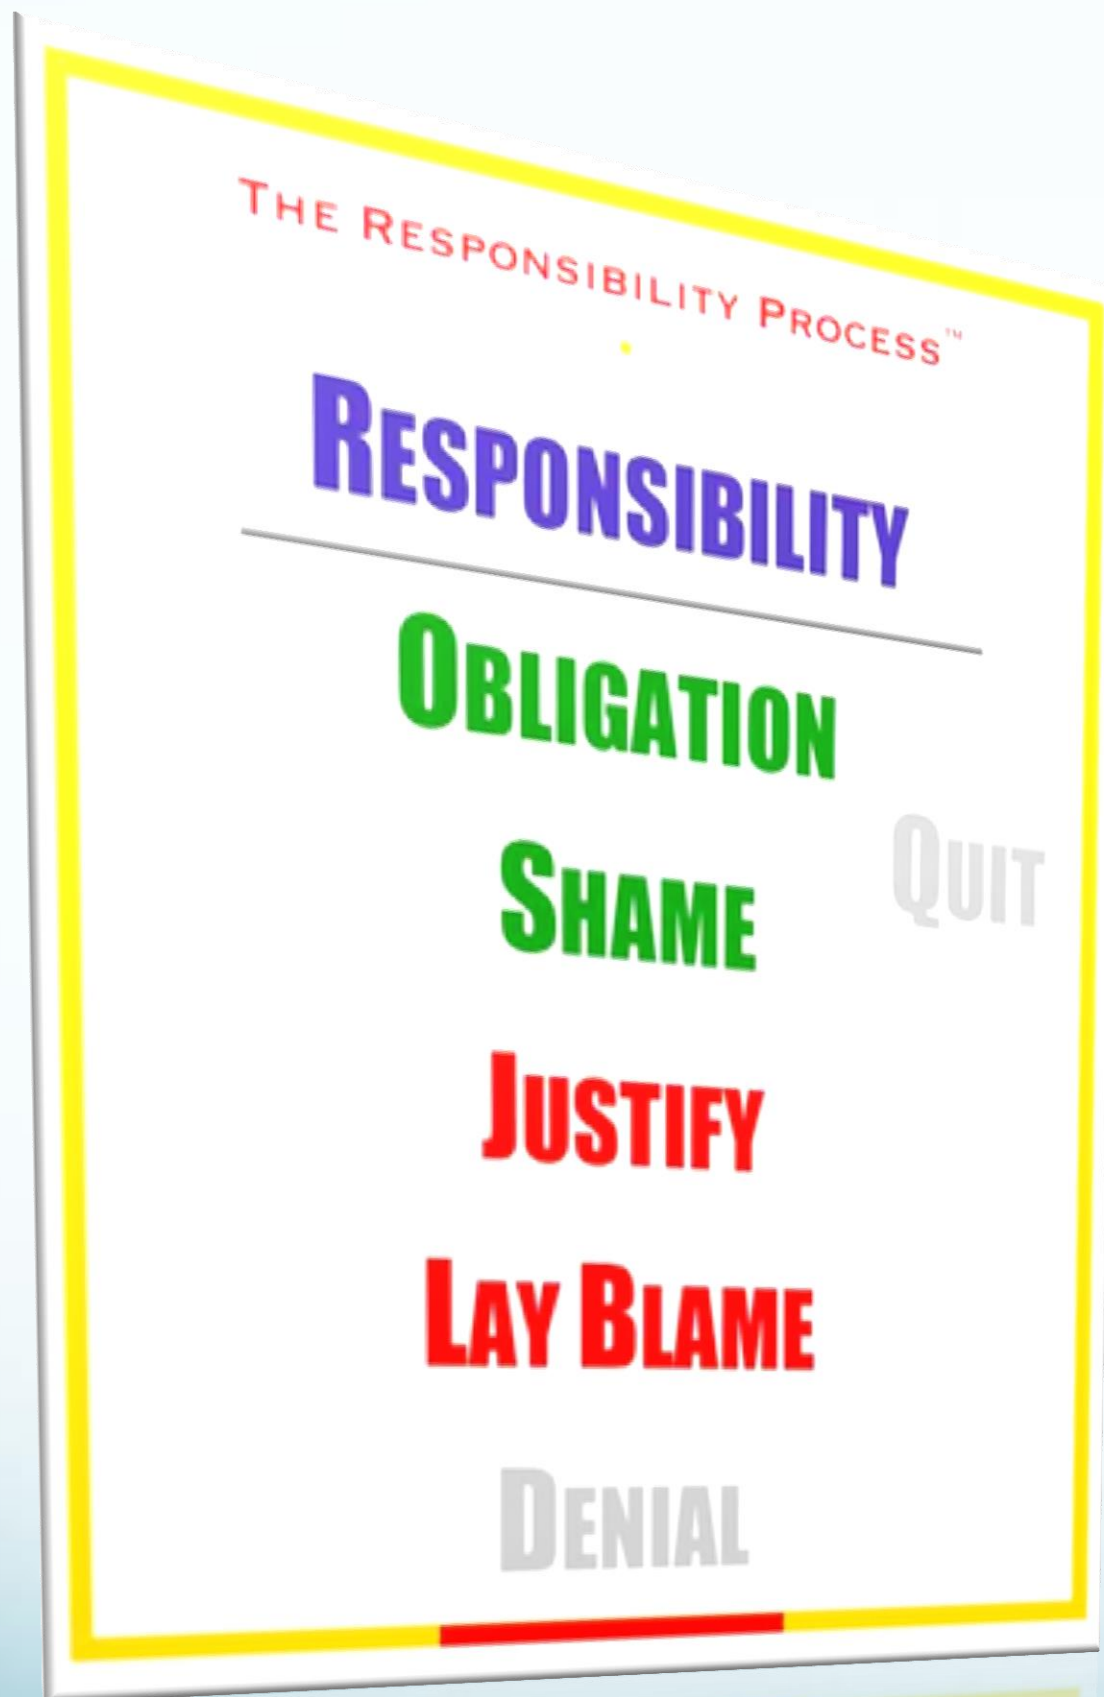 THE RESPONSIBILITY PROCESS™
RESPONSIBILITY
OBLIGATION
SHAME
QUIT
JUSTIFY
LAY BLAME
DENIAL